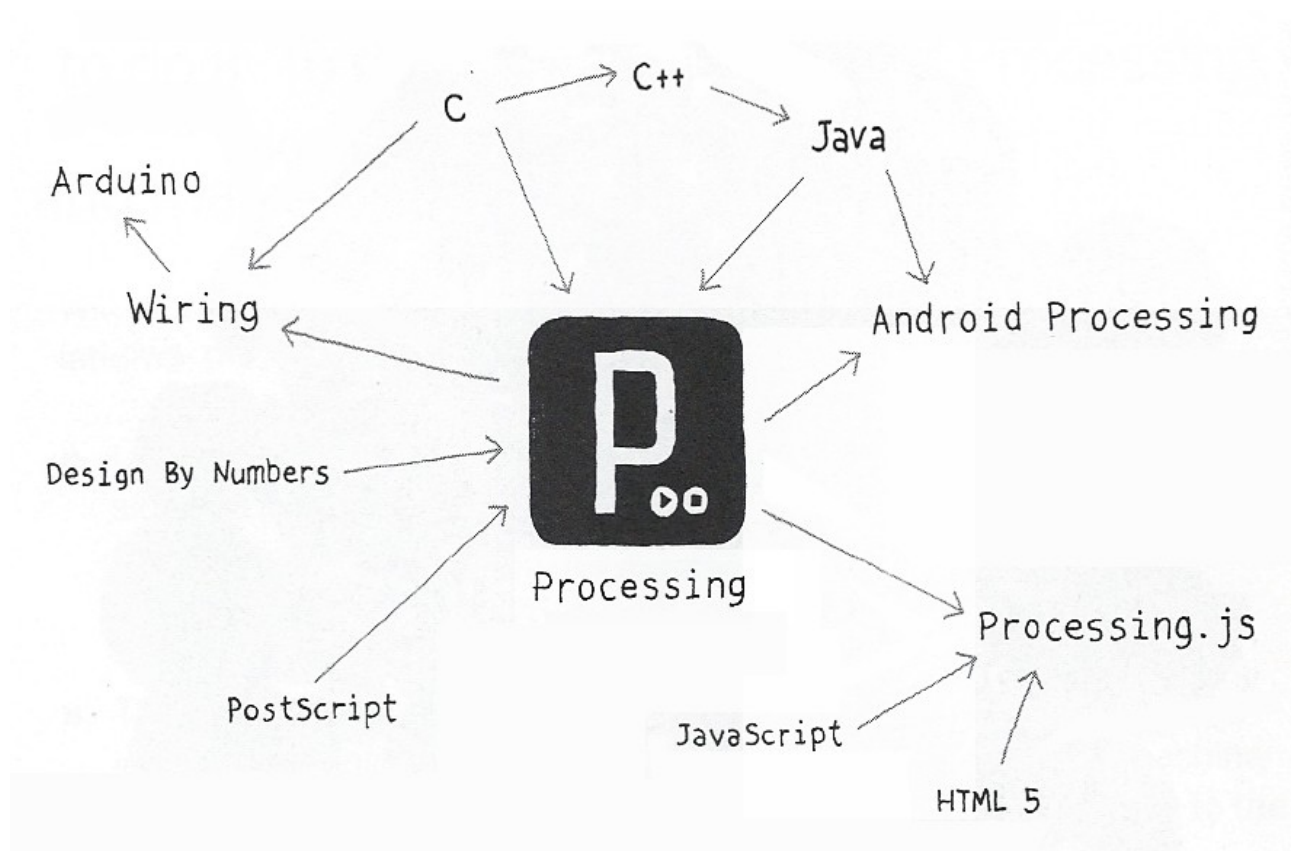 C++
C
Java
Arduino
Wiring
Android Processing
P
Design By Numbers
Processing
Processing.js
PostScript
JavaScript
HTML 5